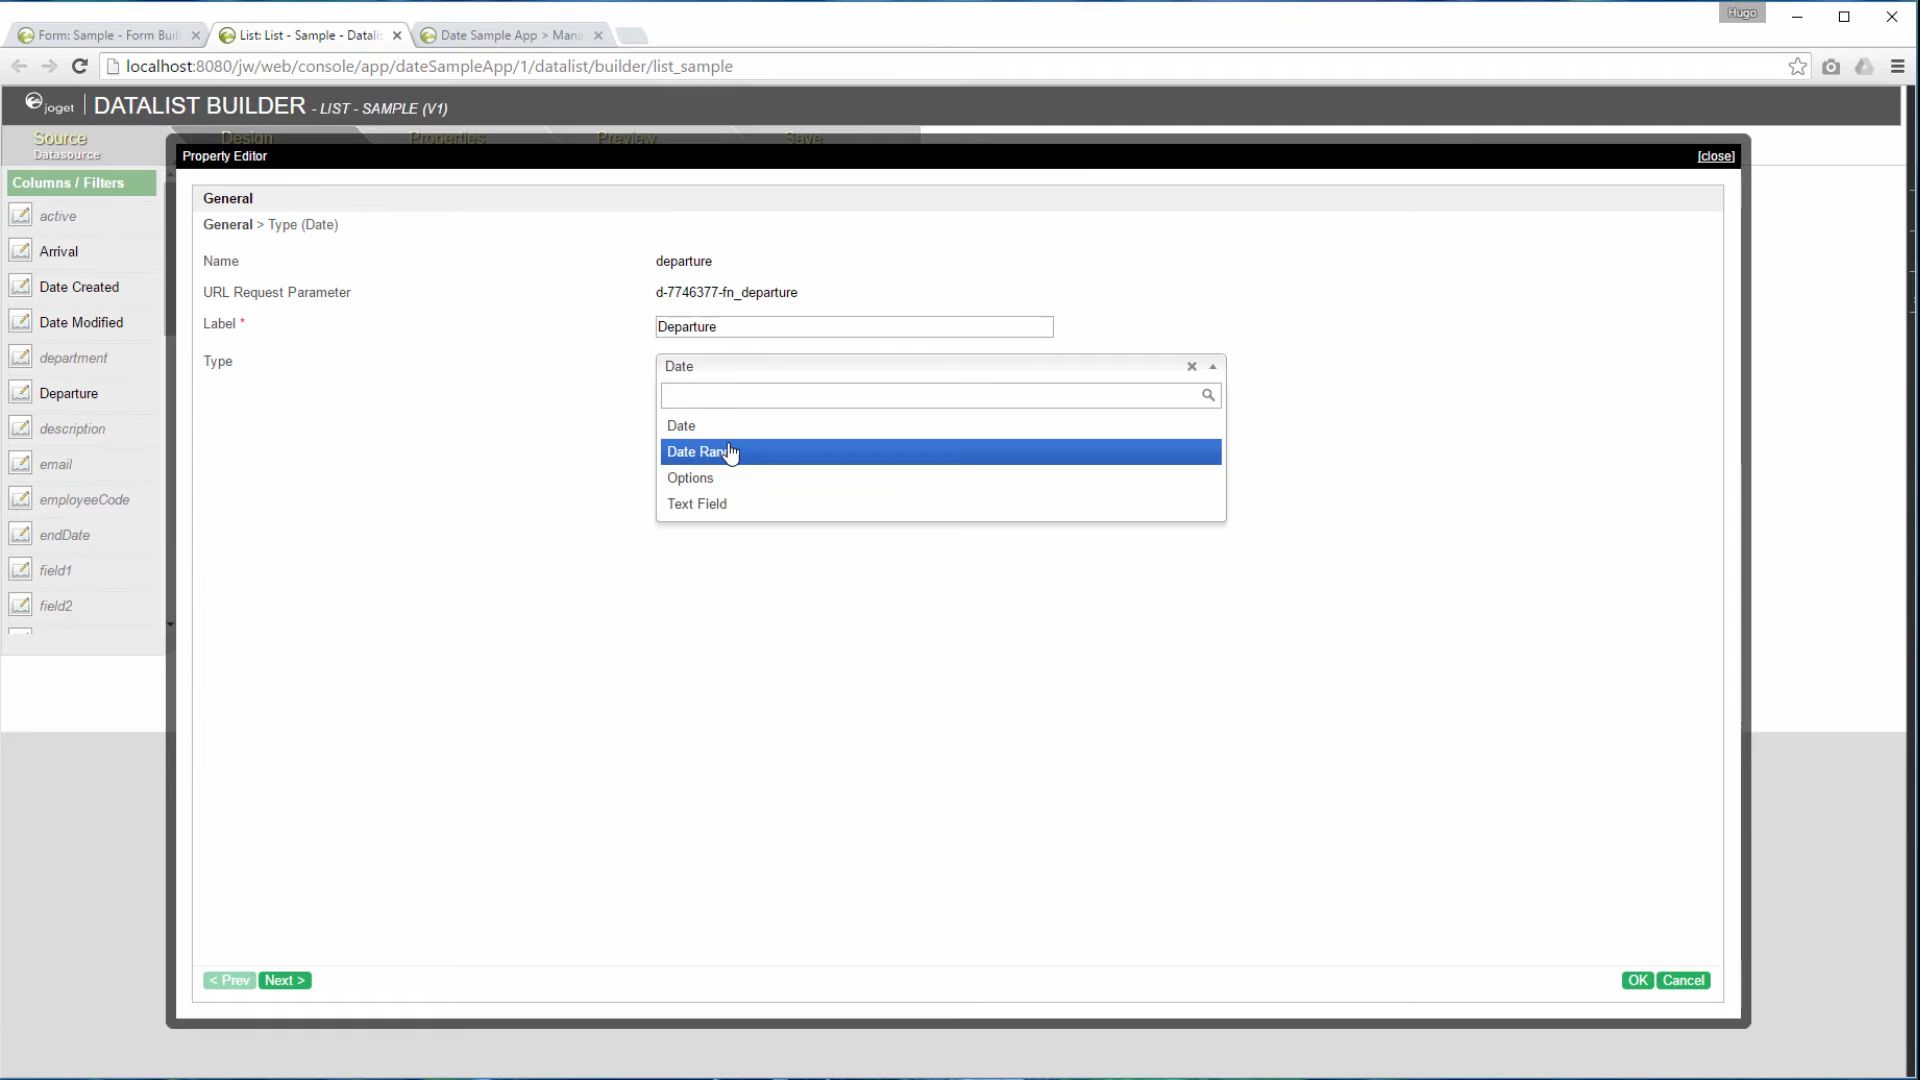 Hugo
Form: Sample - Form Buil
List: List - Sample - Datali
Date Sample App > Mana
localhost:8080/jw/web/console/app/dateSampleApp/1/datalist/builder/list_sample
joget
DATALIST BUILDER - LIST - SAMPLE (V1)
Source
Datasource
Design
Properties
Preview
Save
Property Editor
[close]
Columns / Filters
active
Arrival
Date Created
Date Modified
department
Departure
description
email
employeeCode
endDate
field1
field2
General
General > Type (Date)
Name
departure
URL Request Parameter
d-7746377-fn_departure
Label *
Departure
Type
Date
Date
Date Ran
Options
Text Field
< Prev
Next >
OK
Cancel